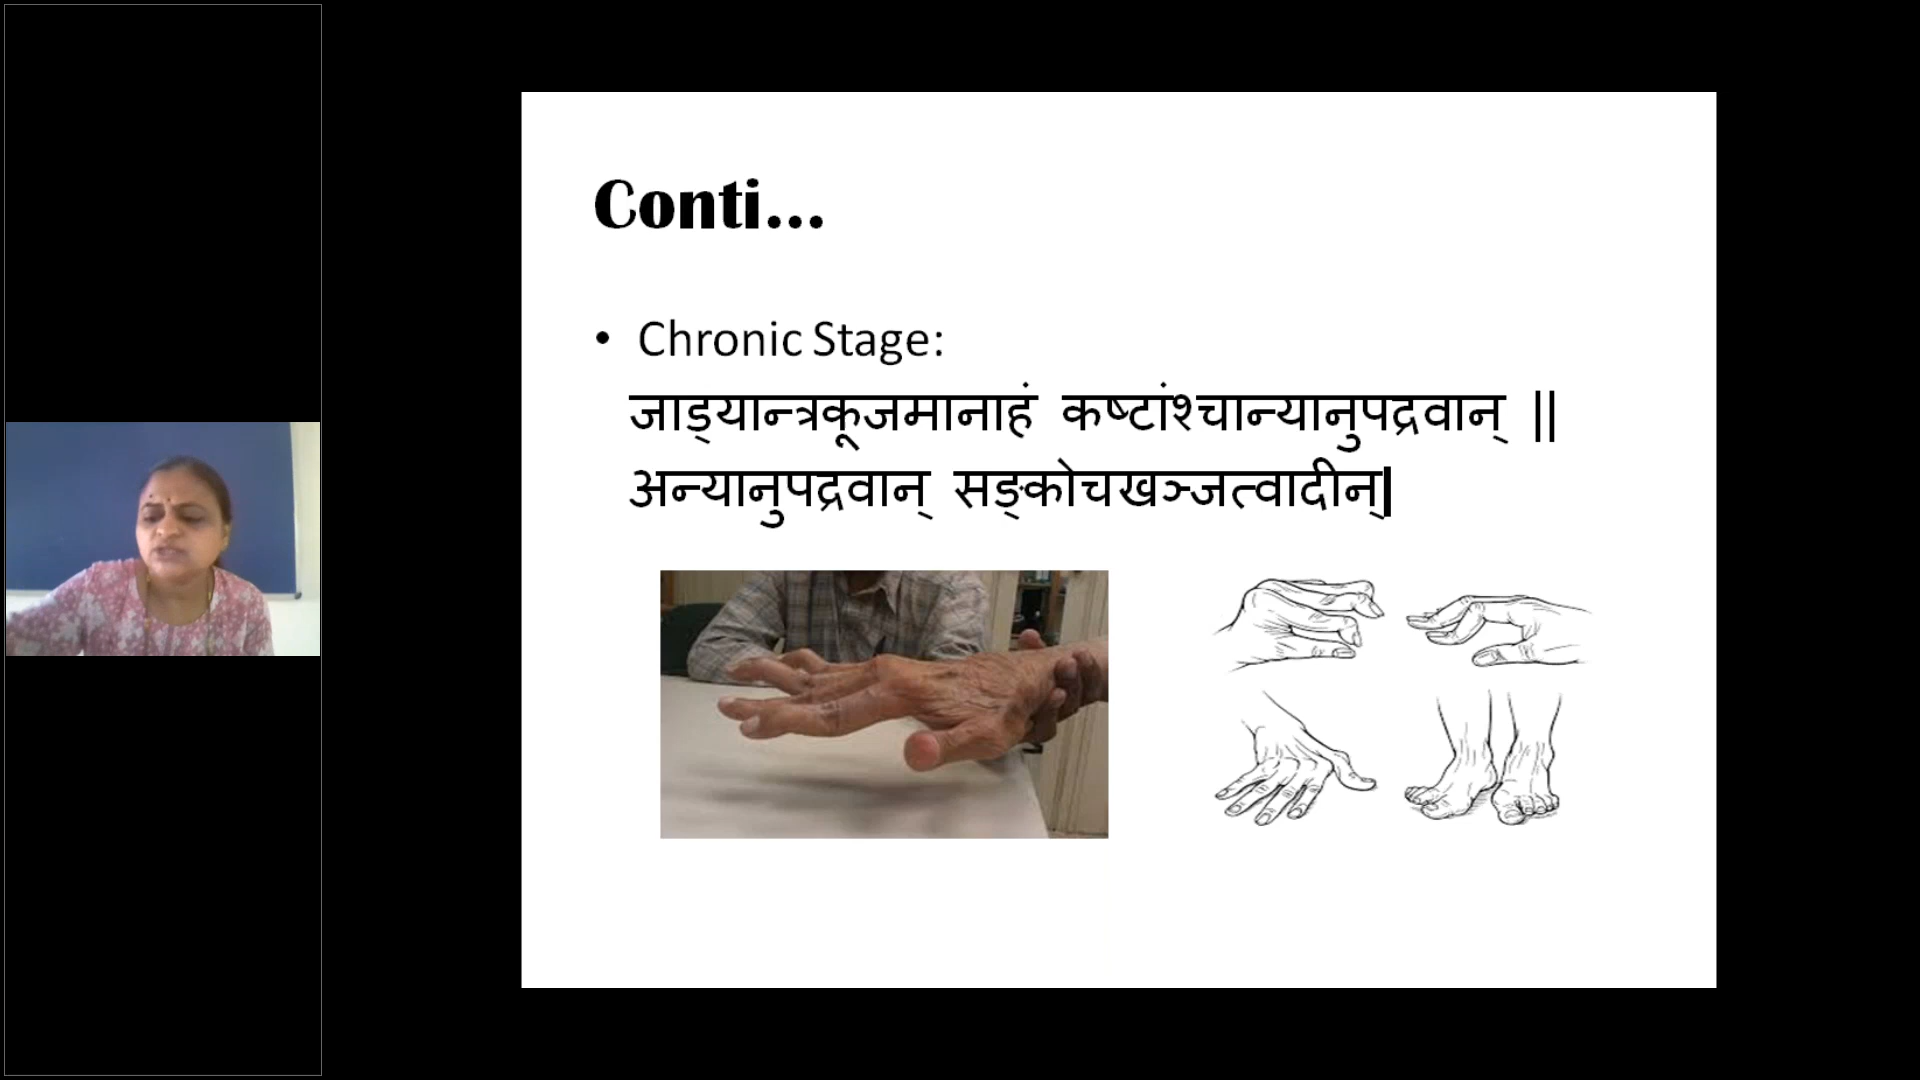 Conti...
• Chronic Stage:
जाड्यान्त्रकूजमानाहं कष्टांश्चान्यानुपद्रवान् ||
अन्यानुपद्रवान् सङ्कोचखञ्जत्वादीन्|